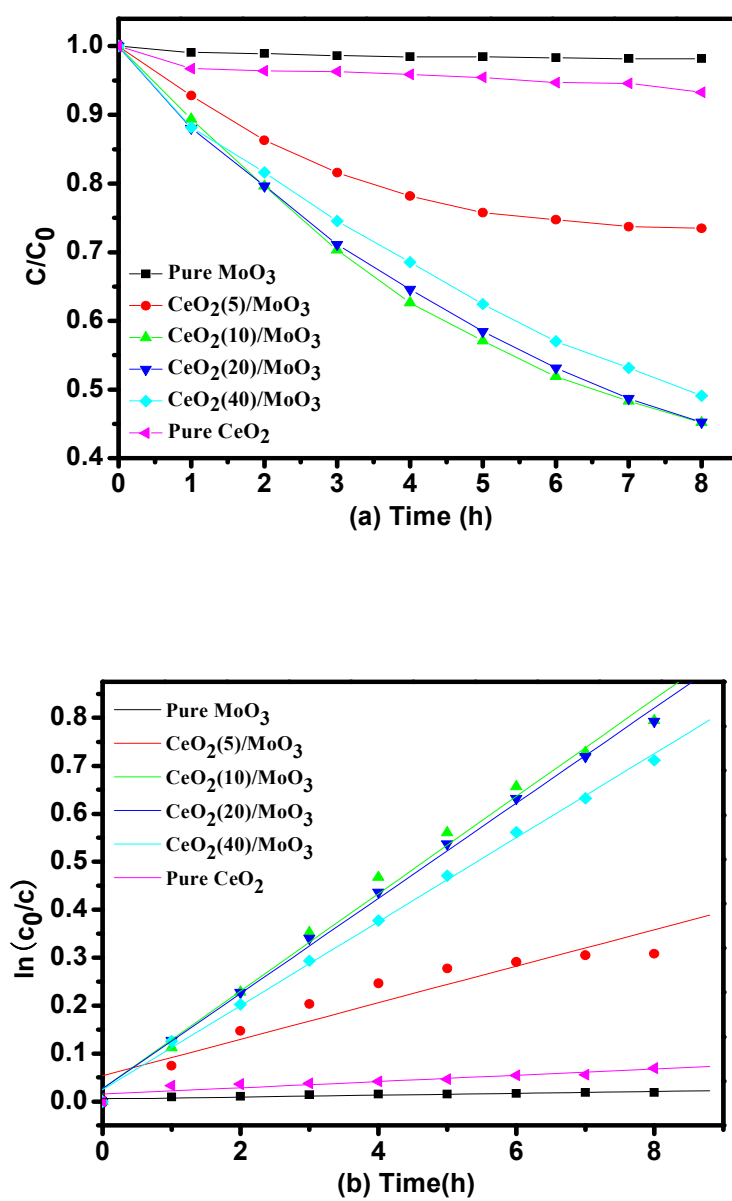 1.0
0.9
0.8
0.7
0.6
0.5
0.4
C/C0
Pure MoO3
CeO2(5)/MoO3
CeO2(10)/MoO3
CeO2(20)/MoO3
CeO2(40)/MoO3
Pure CeO2
0 1 2 3 4 5 6 7 8
(a) Time (h)
0.8
0.7
0.6
0.5
0.4
0.3
0.2
0.1
0.0
ln (c0/c)
Pure MoO3
CeO2(5)/MoO3
CeO2(10)/MoO3
CeO2(20)/MoO3
CeO2(40)/MoO3
Pure CeO2
0 2 4 6 8
(b) Time(h)